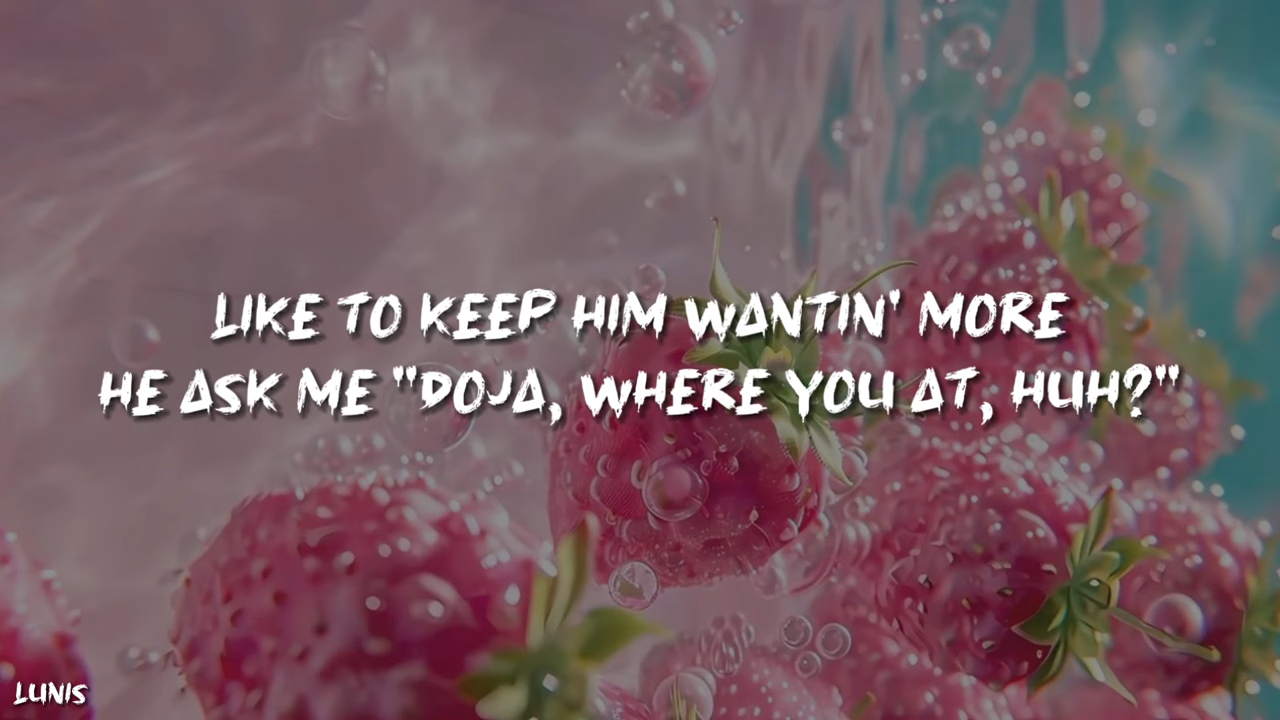 LIKE TO KEEP HIM WANTIN' MORE
HE ASK ME "DOJA, WHERE YOU AT, HUH?"
LUNIS